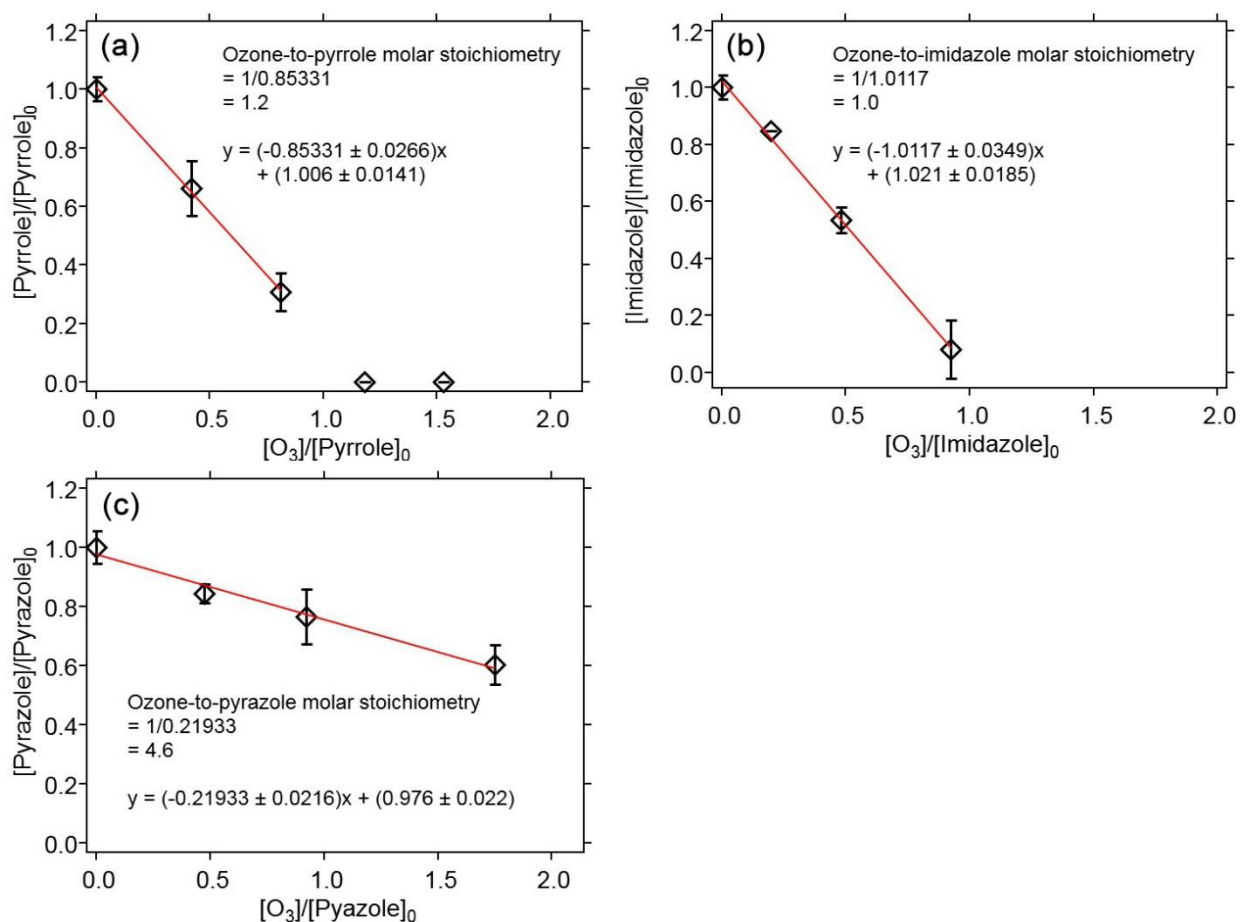 (a)
Ozone-to-pyrrole molar stoichiometry
= 1/0.85331
= 1.2
y = (-0.85331 ± 0.0266)x
+ (1.006 ± 0.0141)
[Pyrrole]/[Pyrrole]₀
1.2
1.0
0.8
0.6
0.4
0.2
0.0
0.0 0.5 1.0 1.5 2.0
[O₃]/[Pyrrole]₀
(b)
Ozone-to-imidazole molar stoichiometry
= 1/1.0117
= 1.0
y = (-1.0117 ± 0.0349)x
+ (1.021 ± 0.0185)
[Imidazole]/[Imidazole]₀
1.2
1.0
0.8
0.6
0.4
0.2
0.0
0.0 0.5 1.0 1.5 2.0
[O₃]/[Imidazole]₀
(c)
[Pyrazole]/[Pyrazole]₀
1.2
1.0
0.8
0.6
0.4
0.2
0.0
Ozone-to-pyrazole molar stoichiometry
= 1/0.21933
= 4.6
y = (-0.21933 ± 0.0216)x + (0.976 ± 0.022)
0.0 0.5 1.0 1.5 2.0
[O₃]/[Pyazole]₀